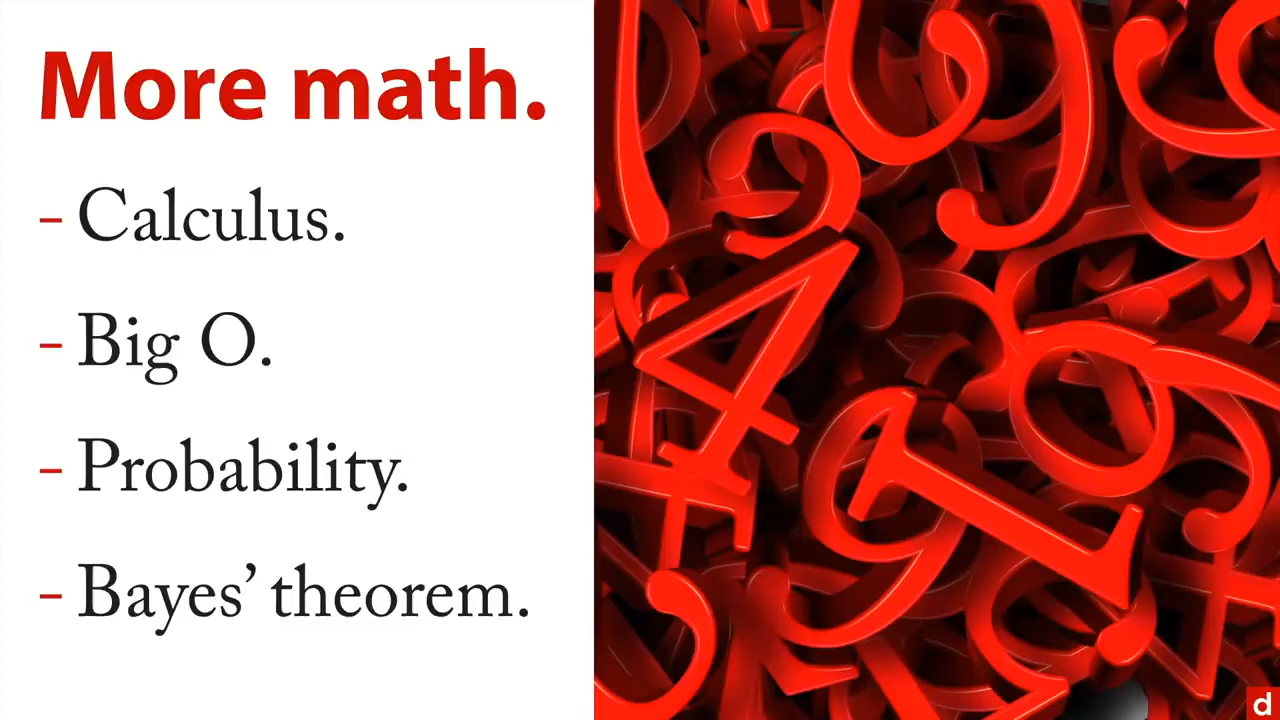 More math.
- Calculus.
- Big O.
- Probability.
- Bayes' theorem.
d